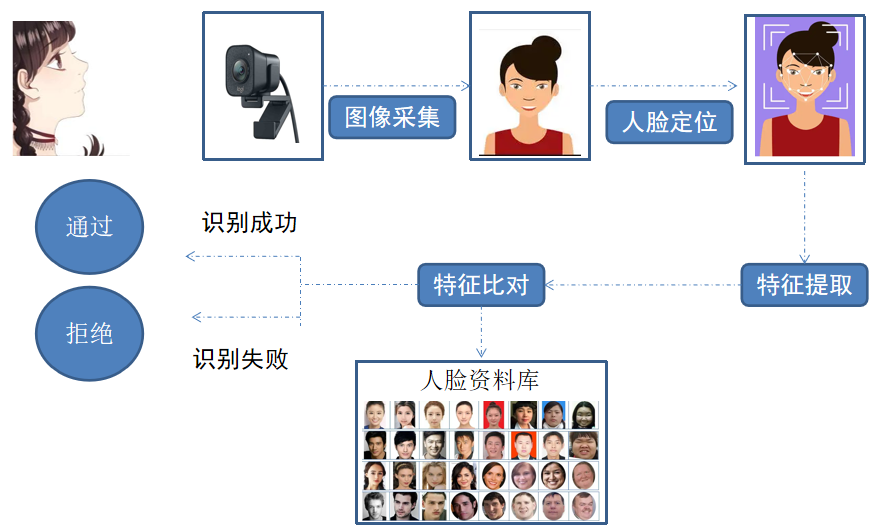 图像采集
人脸定位
通过
识别成功
特征比对
特征提取
拒绝
识别失败
人脸资料库